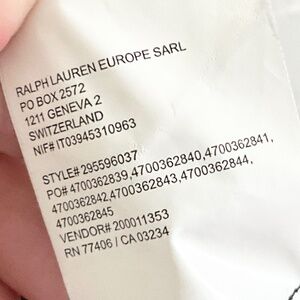 RALPH LAUREN EUROPE SARL
PO BOX 2572
1211 GENEVA 2
SWITZERLAND
NIF# IT03945310963
STYLE# 295596037
PO# 4700362839,4700362840,4700362841,
4700362842,4700362843,4700362844,
4700362845
VENDOR# 200011353
RN 77406 / CA 03234